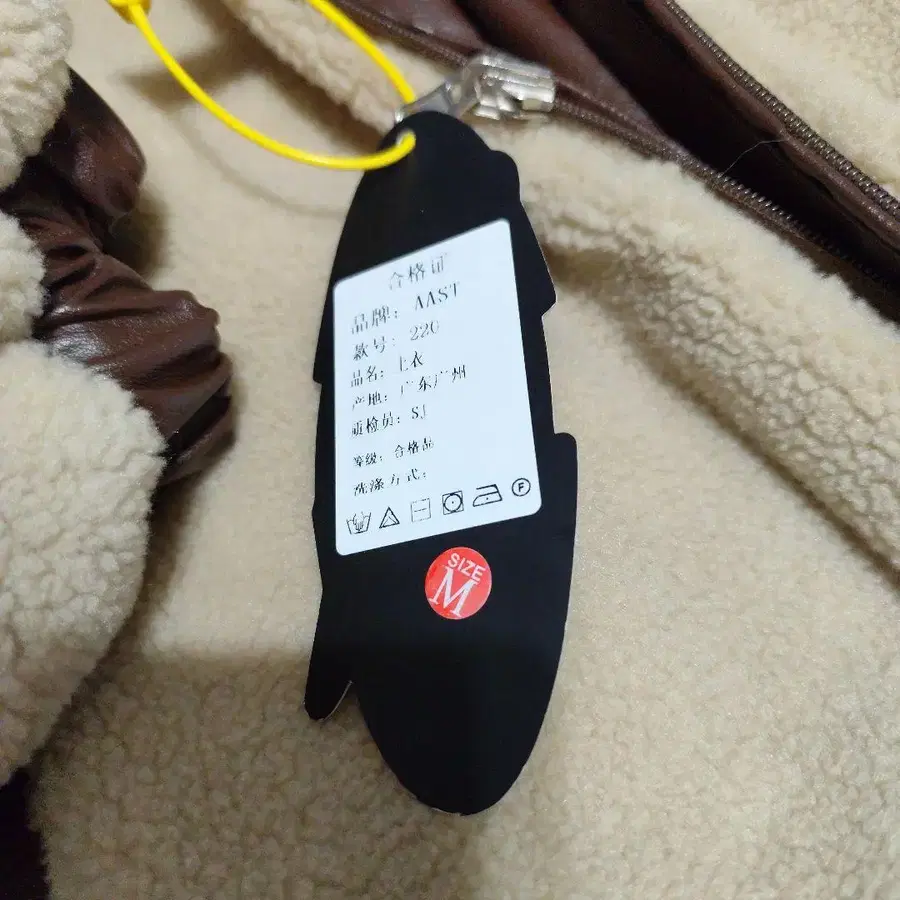 合格证
品牌: AAST
款号: 220
品名: 上衣
产地: 广东广州
质检员: SJ
等级: 合格品
洗涤方式:
F
SIZE
M